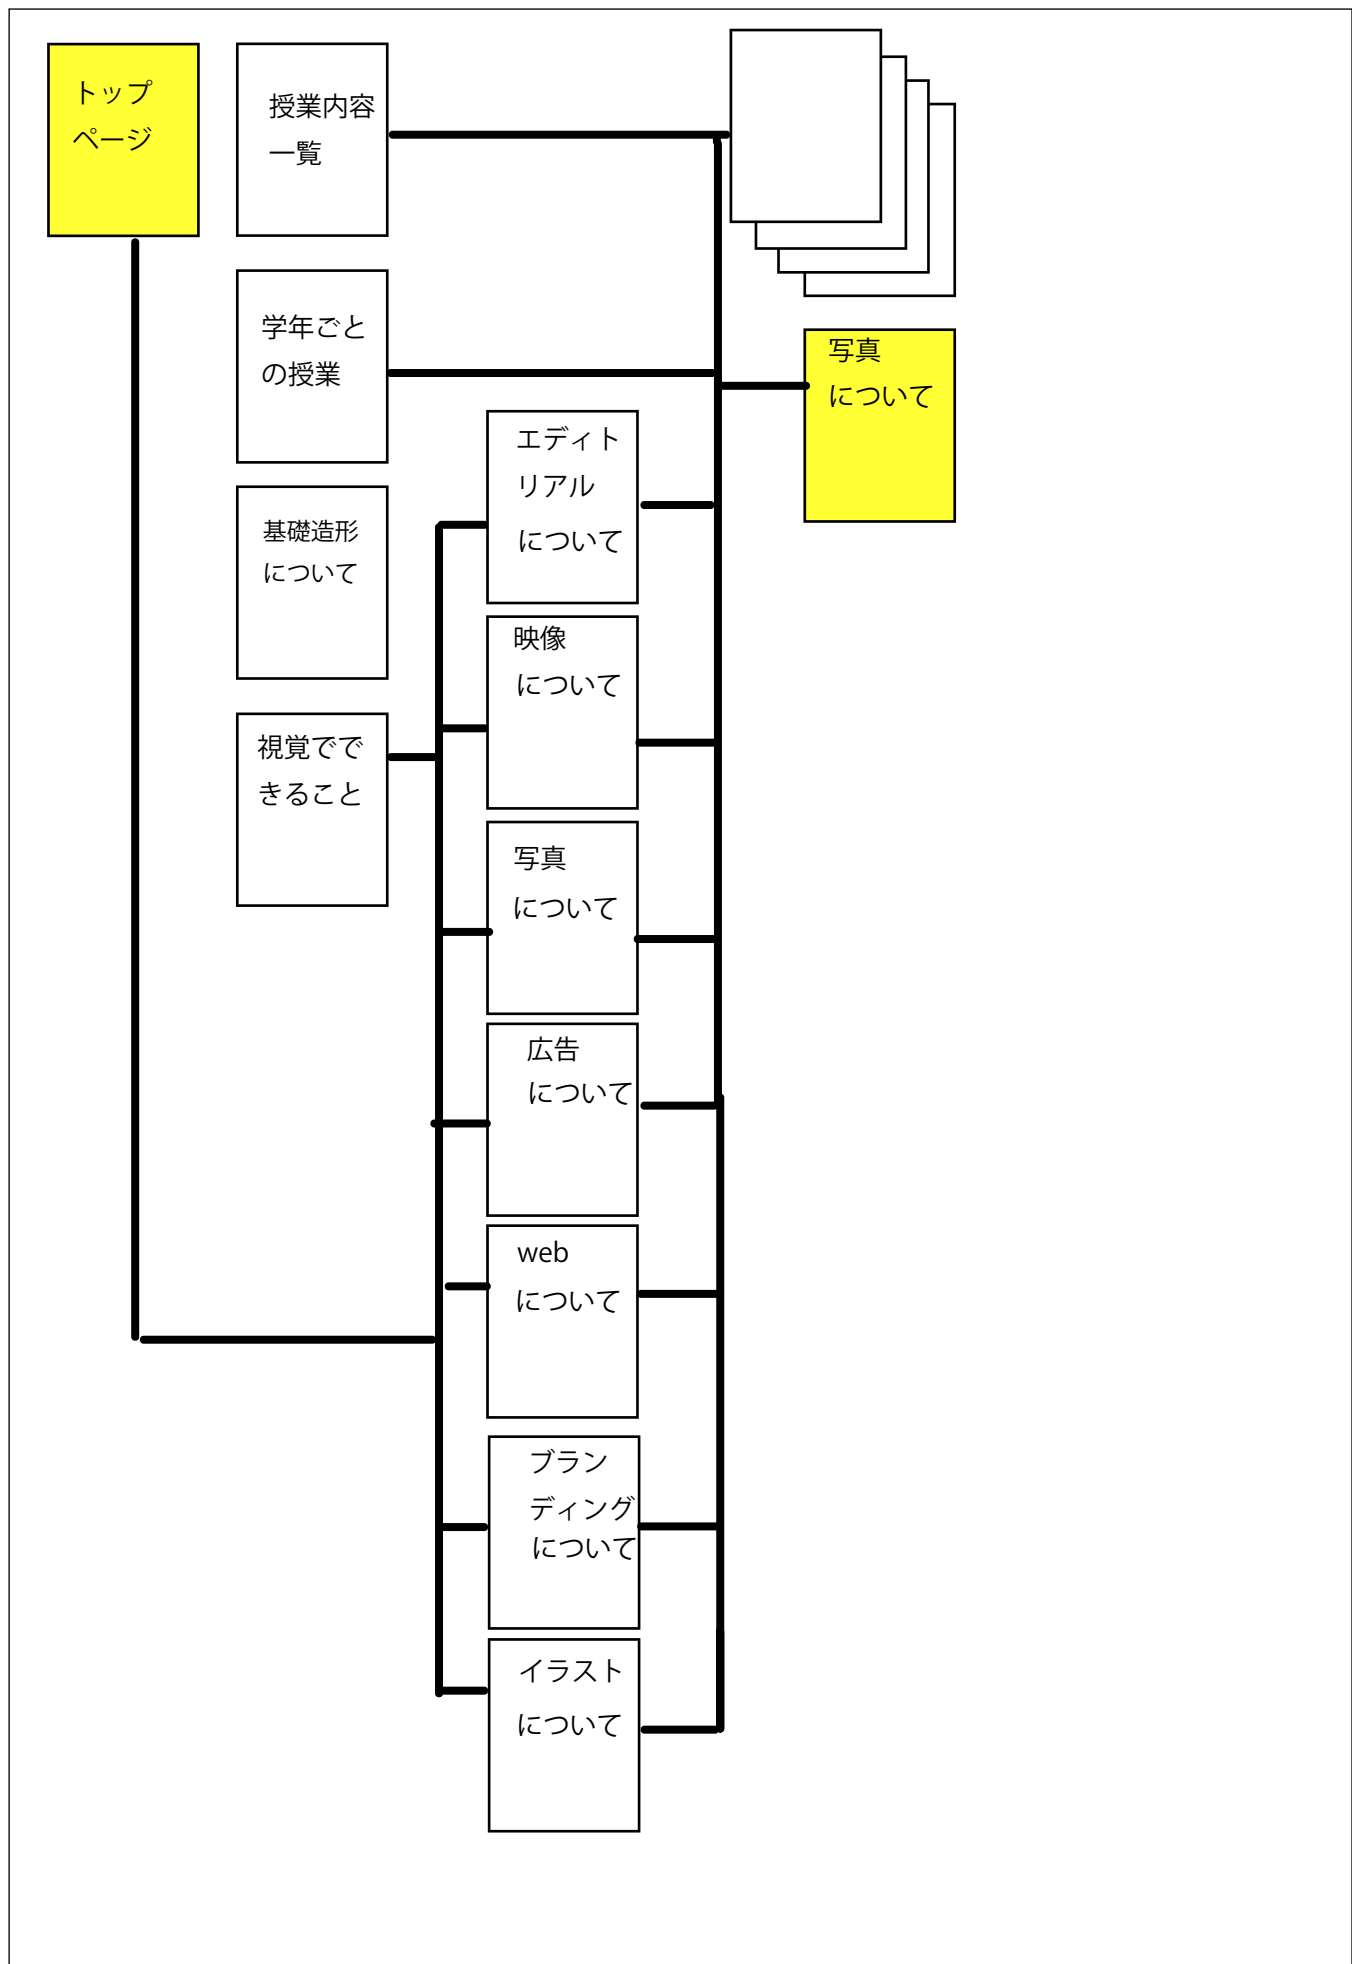 トップ
ページ
授業内容
一覧
学年ごと
の授業
基礎造形
について
視覚でで
きること
エディト
リアル
について
映像
について
写真
について
広告
について
web
について
ブラン
ディング
について
イラスト
について
写真
について